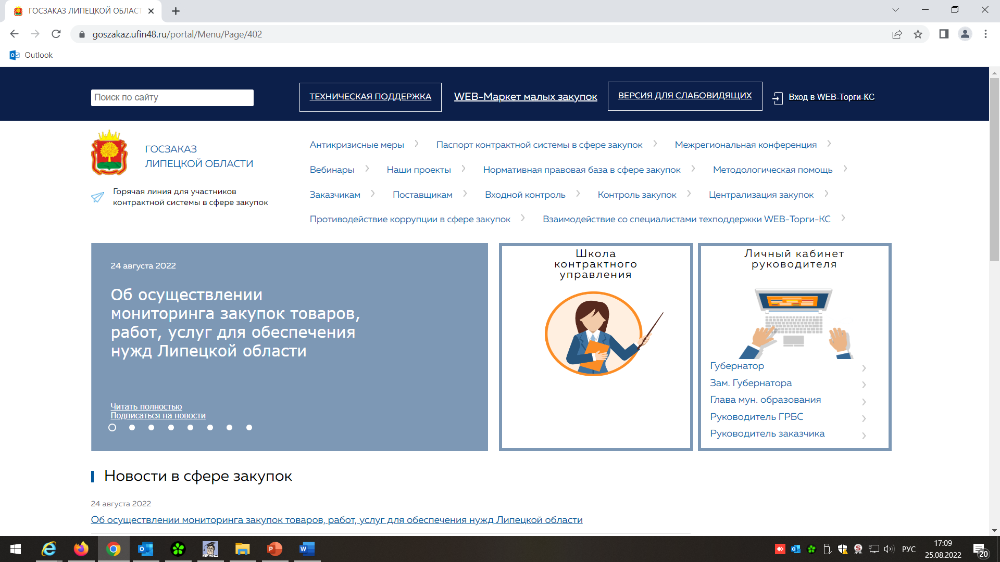 ГОСЗАКАЗ ЛИПЕЦКОЙ ОБЛАСТ
goszakaz.ufin48.ru/portal/Menu/Page/402
Outlook
Поиск по сайту
ТЕХНИЧЕСКАЯ ПОДДЕРЖКА
WEB-Маркет малых закупок
ВЕРСИЯ ДЛЯ СЛАБОВИДЯЩИХ
Вход в WEB-Торги-КС
ГОСЗАКАЗ
ЛИПЕЦКОЙ ОБЛАСТИ
Горячая линия для участников
контрактной системы в сфере закупок
Антикризисные меры Паспорт контрактной системы в сфере закупок Межрегиональная конференция
Вебинары Наши проекты Нормативная правовая база в сфере закупок Методологическая помощь
Заказчикам Поставщикам Входной контроль Контроль закупок Централизация закупок
Противодействие коррупции в сфере закупок Взаимодействие со специалистами техподдержки WEB-Торги-КС
24 августа 2022
Об осуществлении
мониторинга закупок товаров,
работ, услуг для обеспечения
нужд Липецкой области
Читать полностью
Подписаться на новости
Школа
контрактного
управления
Личный кабинет
руководителя
Губернатор
Зам. Губернатора
Глава мун. образования
Руководитель ГРБС
Руководитель заказчика
Новости в сфере закупок
24 августа 2022
Об осуществлении мониторинга закупок товаров, работ, услуг для обеспечения нужд Липецкой области
РУС
17:09
25.08.2022
20